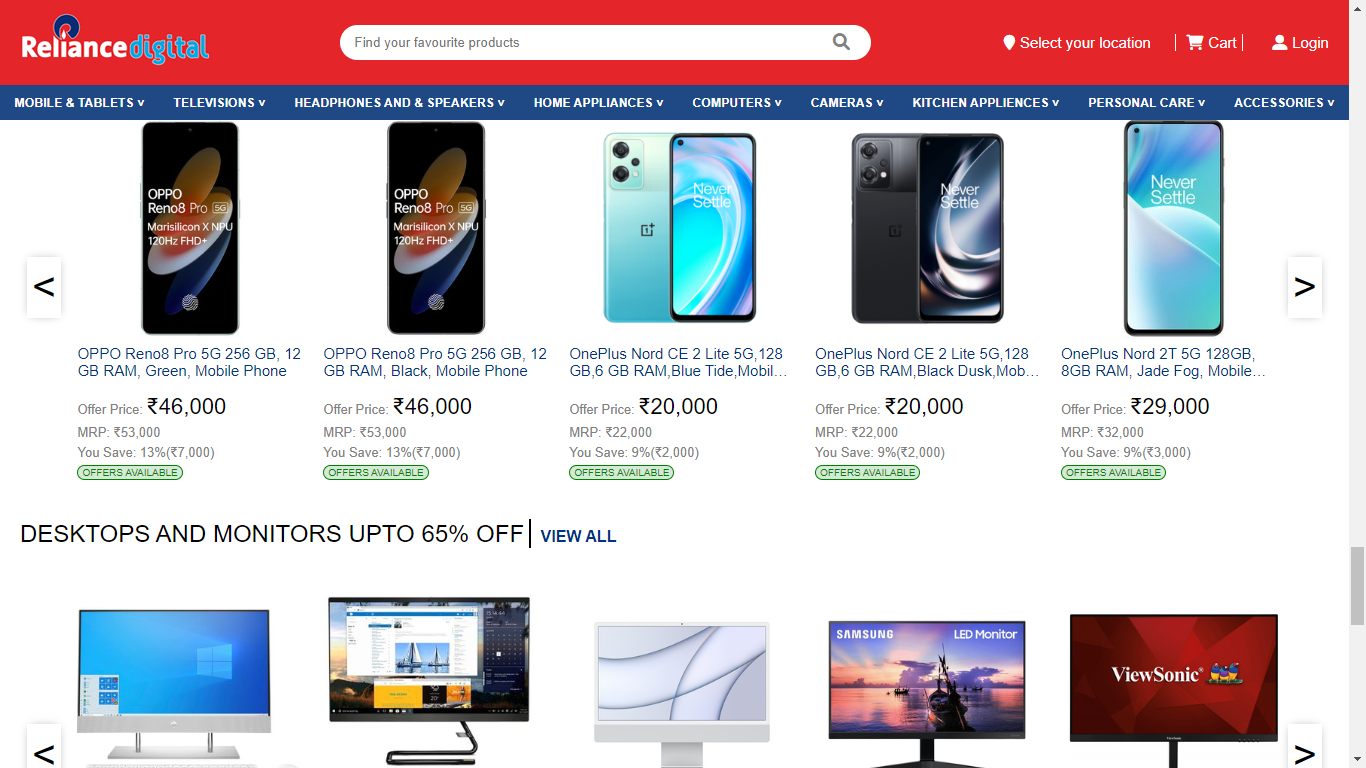 Reliance digital
Find your favourite products
Select your location
Cart
Login
MOBILE & TABLETS v
TELEVISIONS v
HEADPHONES AND & SPEAKERS v
HOME APPLIANCES v
COMPUTERS v
CAMERAS v
KITCHEN APPLIENCES v
PERSONAL CARE v
ACCESSORIES v
OPPO
Reno8 Pro 5G
Marisilicon X NPU
120Hz FHD+
OPPO
Reno8 Pro 5G
Marisilicon X NPU
120Hz FHD+
Never
Settle
Never
Settle
Never
Settle
<
>
OPPO Reno8 Pro 5G 256 GB, 12
GB RAM, Green, Mobile Phone
Offer Price: ₹46,000
MRP: ₹53,000
You Save: 13%(₹7,000)
OFFERS AVAILABLE
OPPO Reno8 Pro 5G 256 GB, 12
GB RAM, Black, Mobile Phone
Offer Price: ₹46,000
MRP: ₹53,000
You Save: 13%(₹7,000)
OFFERS AVAILABLE
OnePlus Nord CE 2 Lite 5G,128
GB,6 GB RAM,Blue Tide,Mobil...
Offer Price: ₹20,000
MRP: ₹22,000
You Save: 9%(₹2,000)
OFFERS AVAILABLE
OnePlus Nord CE 2 Lite 5G,128
GB,6 GB RAM,Black Dusk,Mob...
Offer Price: ₹20,000
MRP: ₹22,000
You Save: 9%(₹2,000)
OFFERS AVAILABLE
OnePlus Nord 2T 5G 128GB,
8GB RAM, Jade Fog, Mobile...
Offer Price: ₹29,000
MRP: ₹32,000
You Save: 9%(₹3,000)
OFFERS AVAILABLE
DESKTOPS AND MONITORS UPTO 65% OFF
VIEW ALL
SAMSUNG
LED Monitor
ViewSonic
<
>